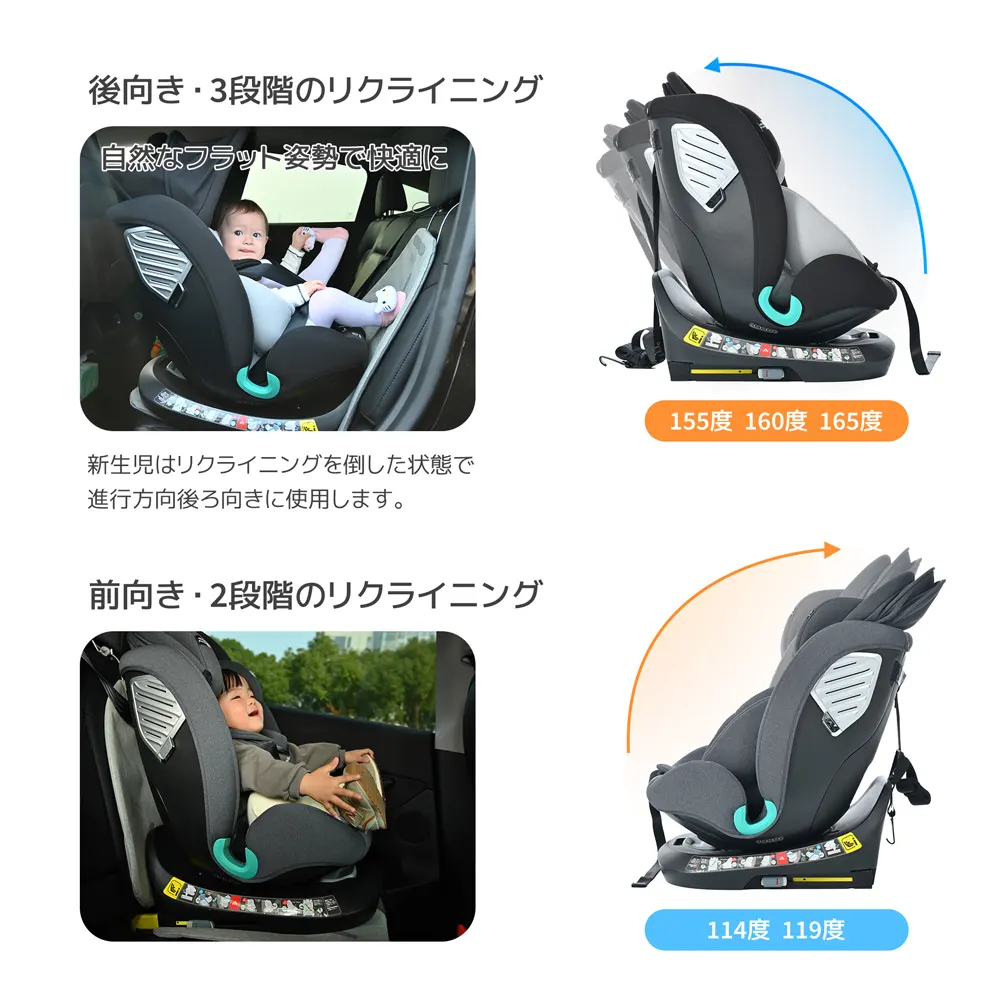 後向き・3段階のリクライニング
自然なフラット姿勢で快適に
155度 160度 165度
新生児はリクライニングを倒した状態で
進行方向後ろ向きに使用します。
前向き・2段階のリクライニング
114度 119度